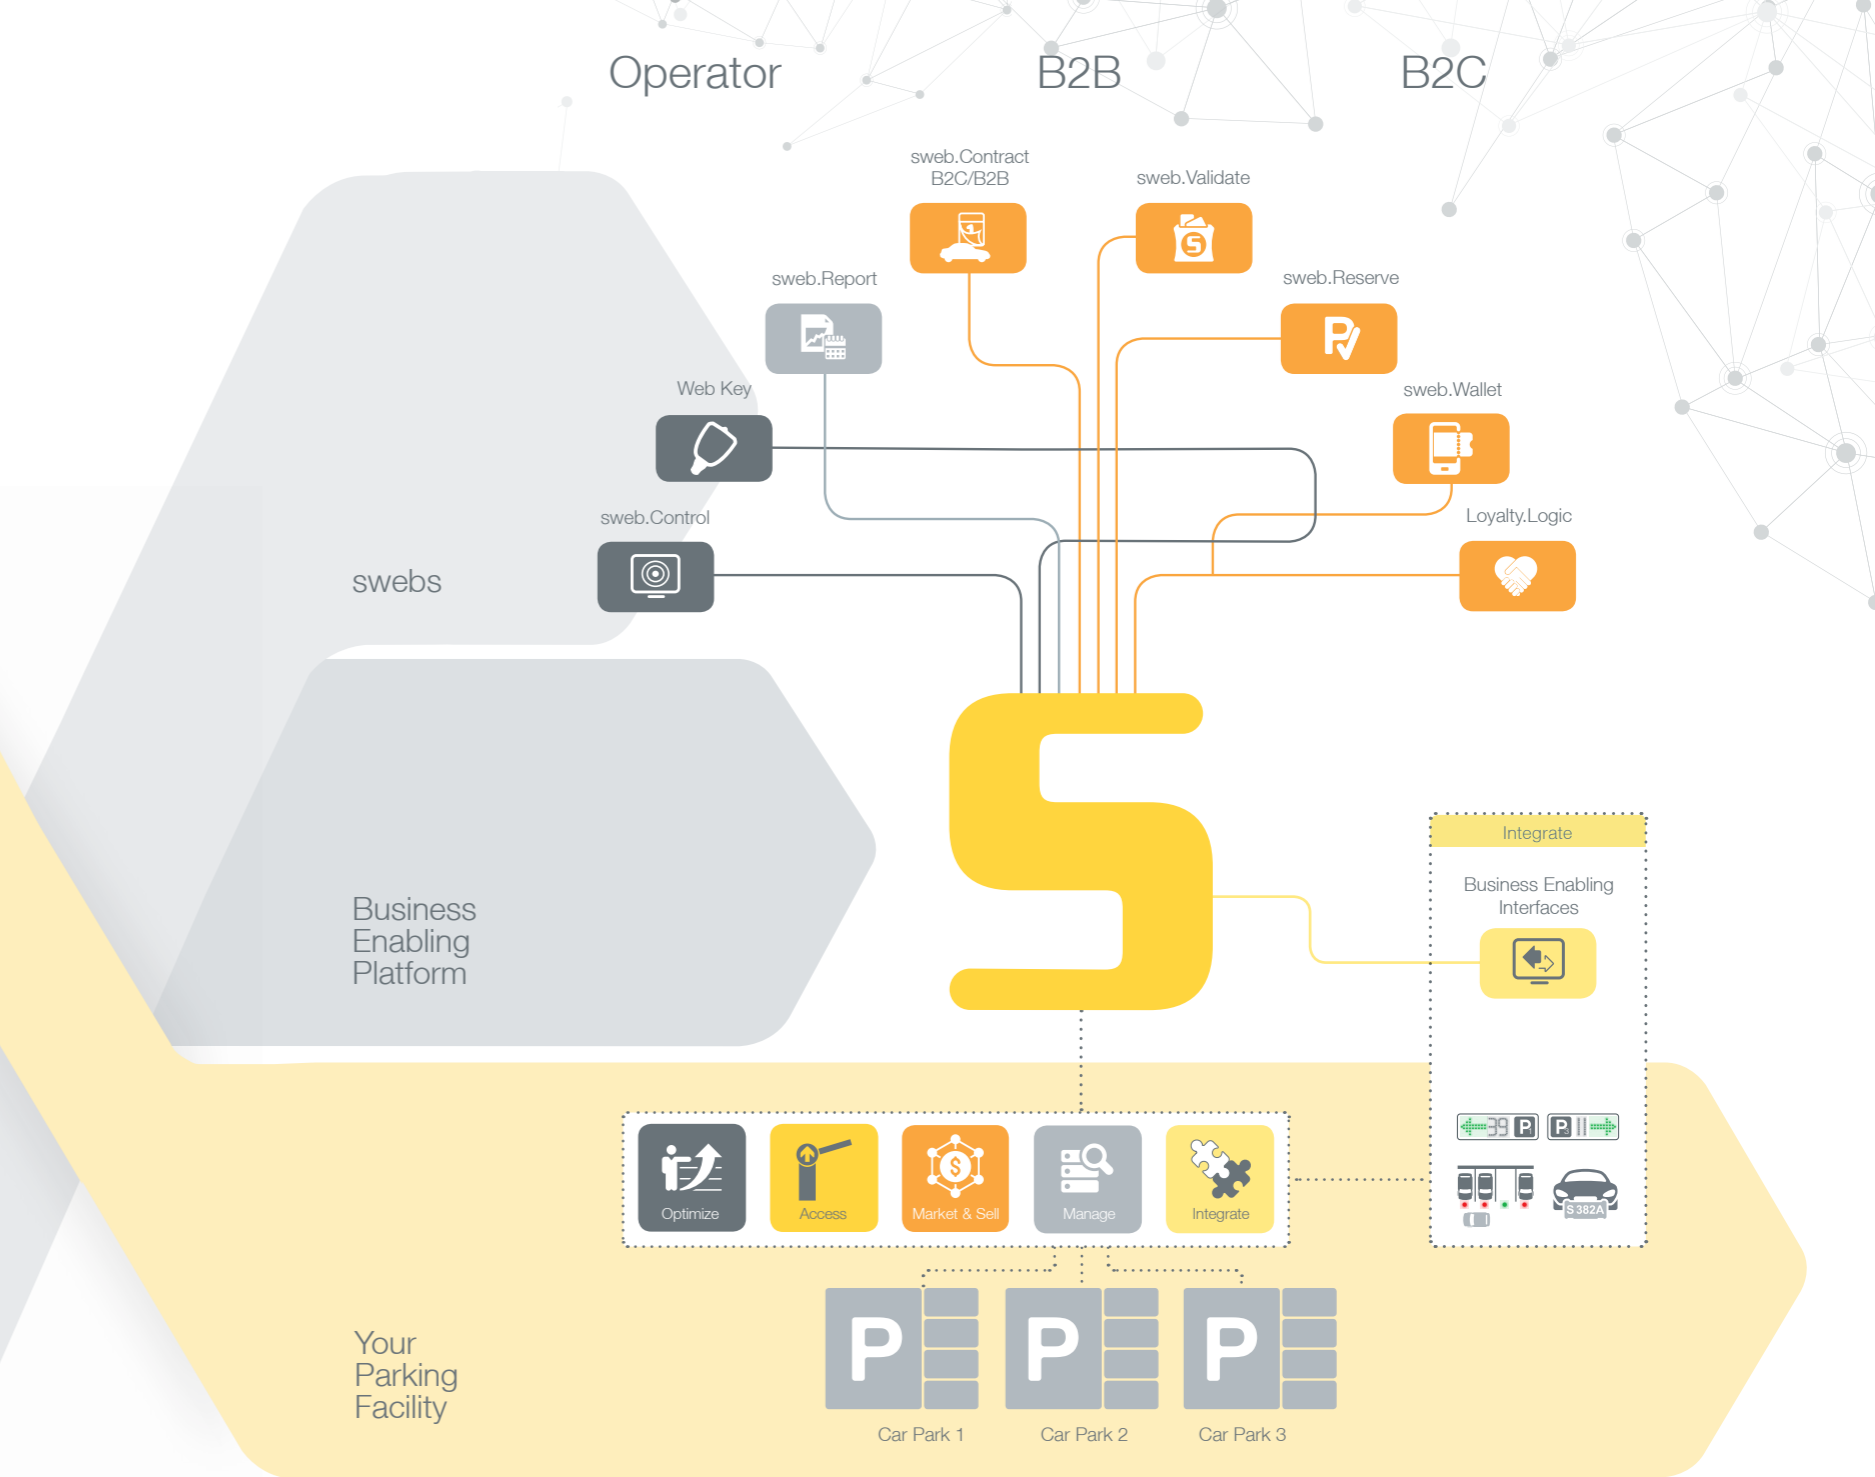 Operator
B2B
B2C
sweb.Contract
B2C/B2B
sweb.Validate
sweb.Report
sweb.Reserve
Web Key
sweb.Wallet
sweb.Control
Loyalty.Logic
swebs
Integrate
Business Enabling
Interfaces
Business
Enabling
Platform
39 P
P 11
Optimize
Access
$
Market & Sell
Manage
Integrate
S 382A
P
P
P
Your
Parking
Facility
Car Park 1
Car Park 2
Car Park 3